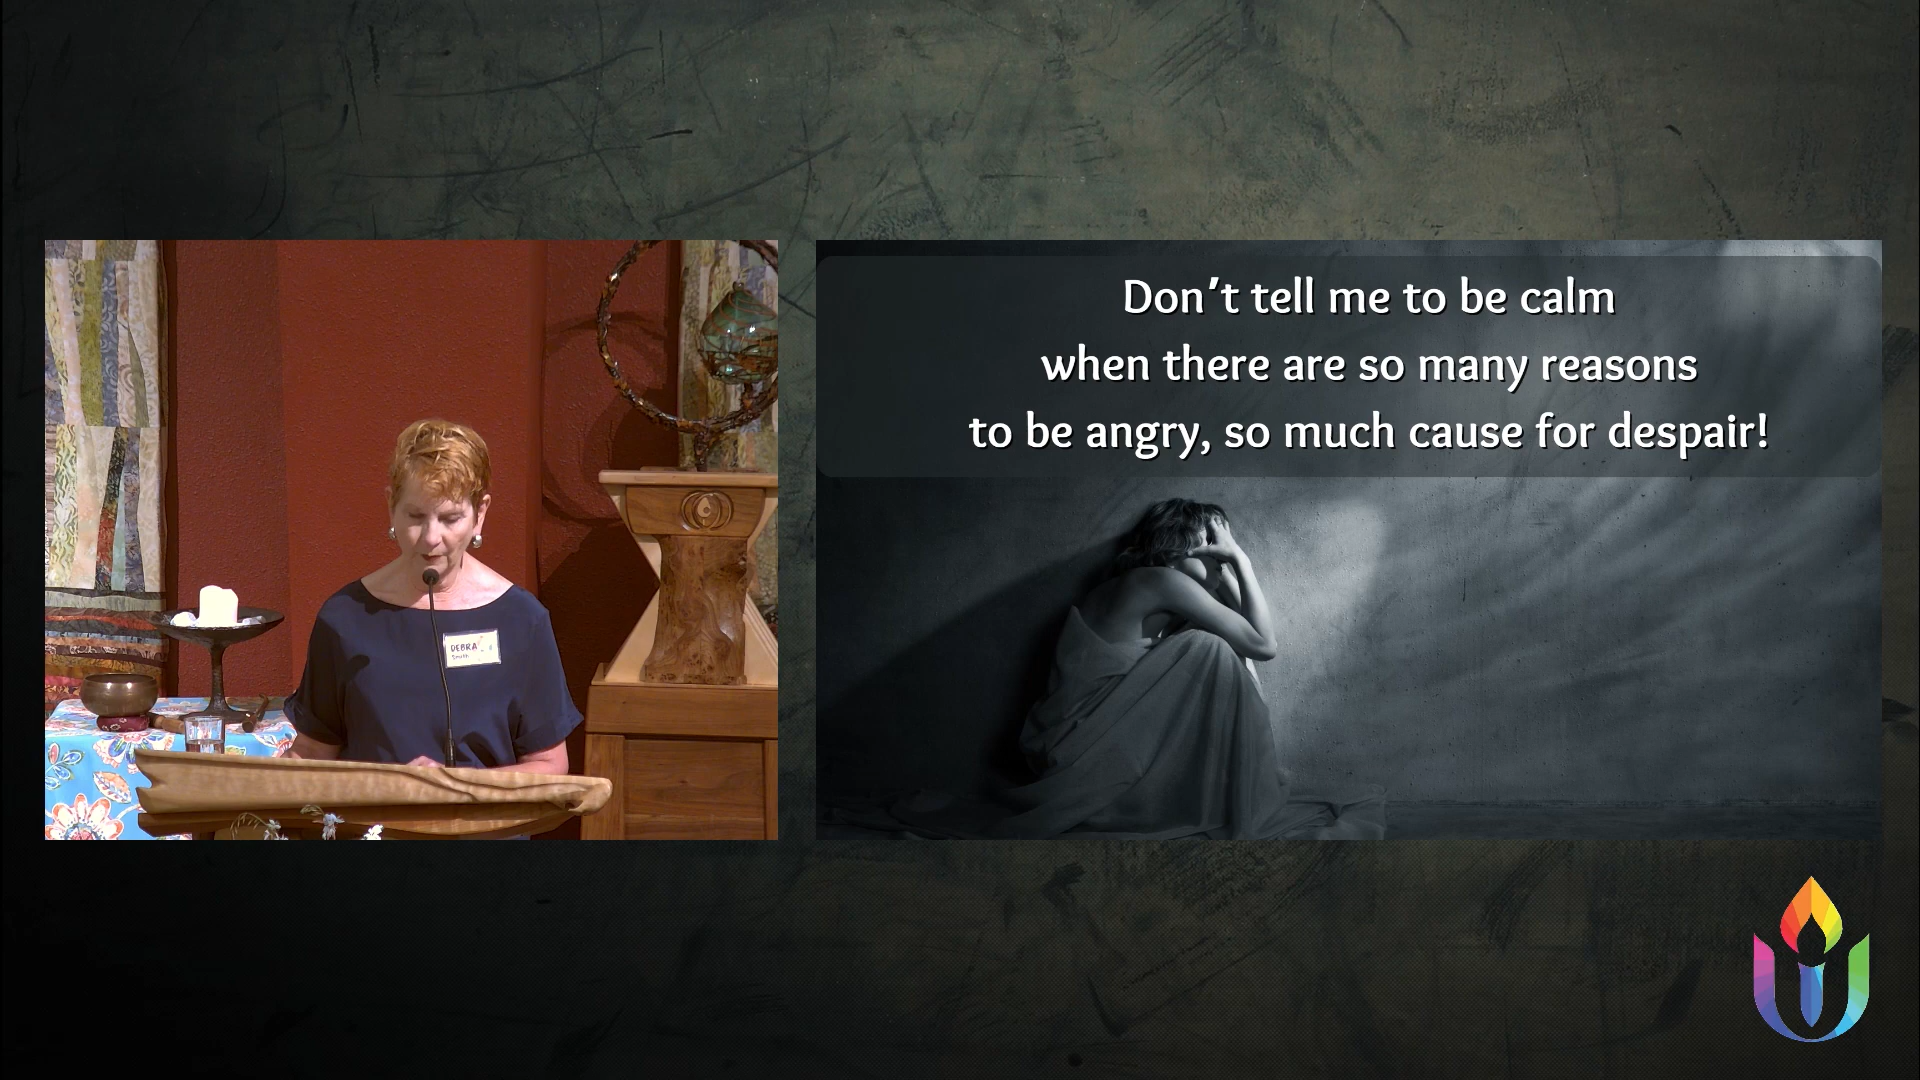 Don't tell me to be calm
when there are so many reasons
to be angry, so much cause for despair!
DEBRA
Smith